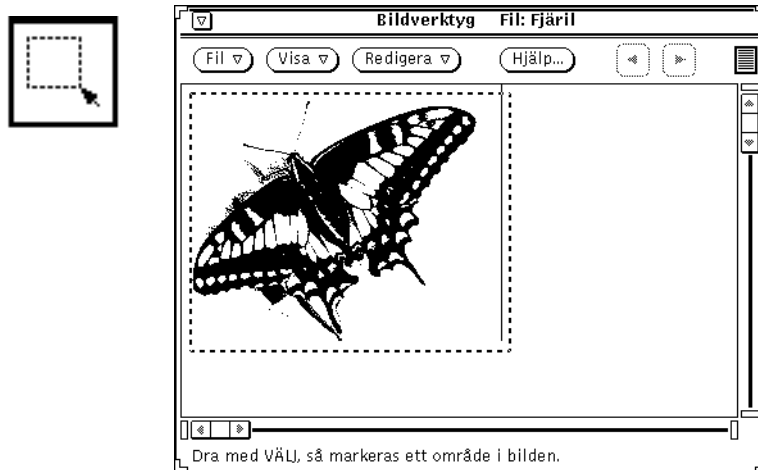 Bildverktyg Fil: Fjäril
Fil Visa Redigera Hjälp...
Dra med VÄLJ, så markeras ett område i bilden.